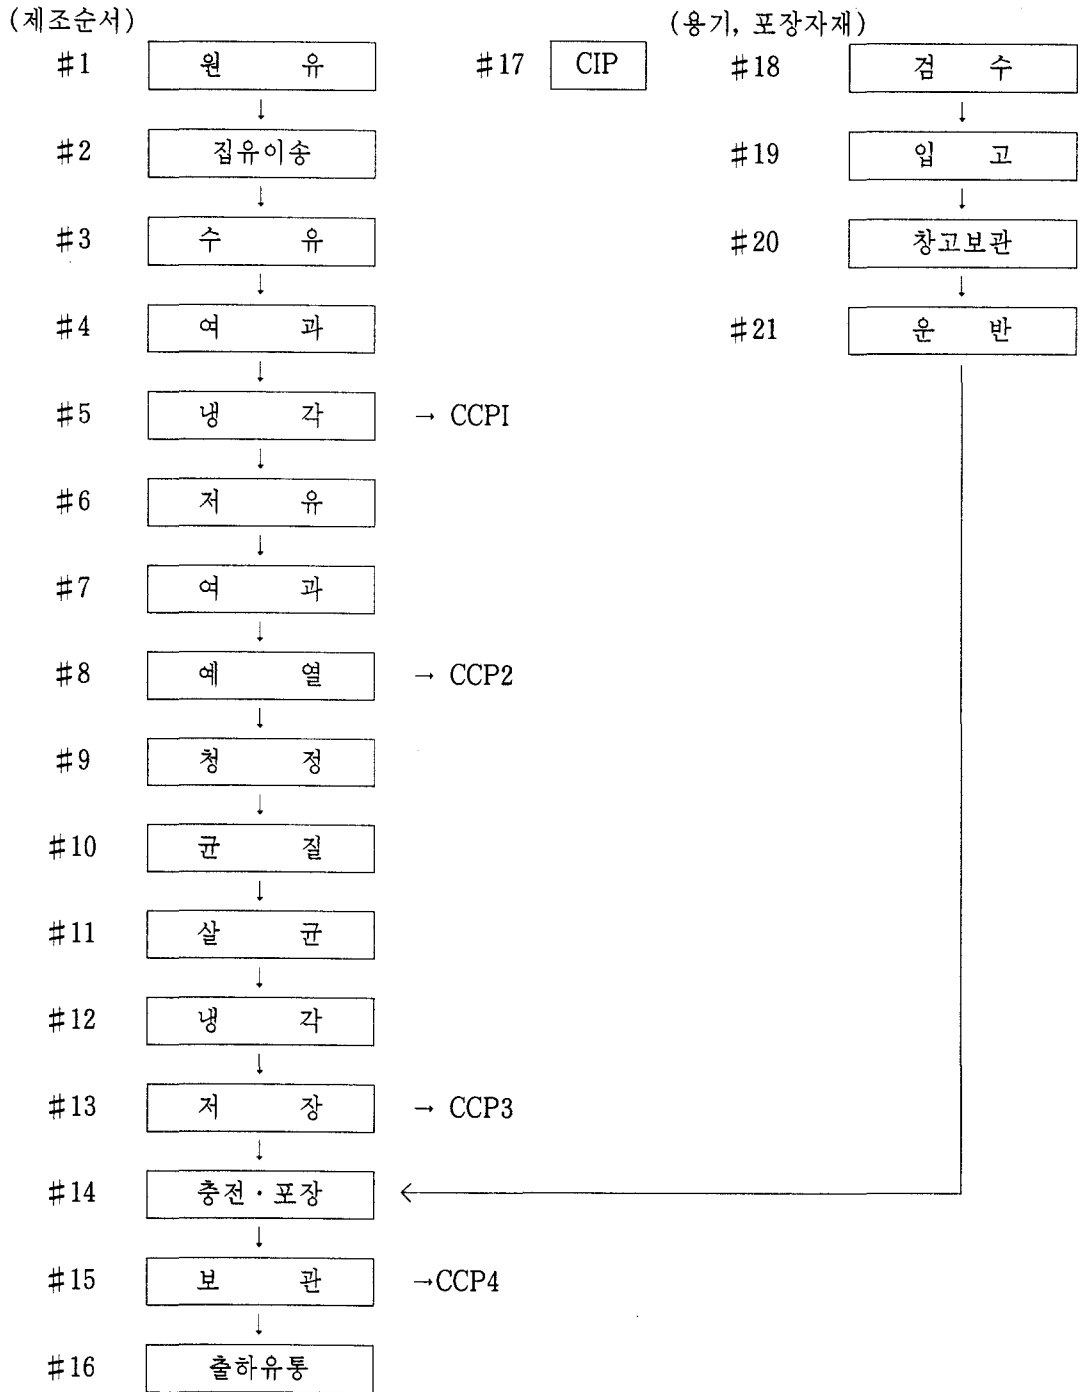 (제조순서)
(용기, 포장자재)
#1 원 유
#17 CIP
#18 검 수
#2 집유이송
#19 입 고
#3 수 유
#20 창고보관
#4 여 과
#21 운 반
#5 냉 각 → CCPI
#6 저 유
#7 여 과
#8 예 열 → CCP2
#9 청 정
#10 균 질
#11 살 균
#12 냉 각
#13 저 장 → CCP3
#14 충전·포장
#15 보 관 →CCP4
#16 출하유통